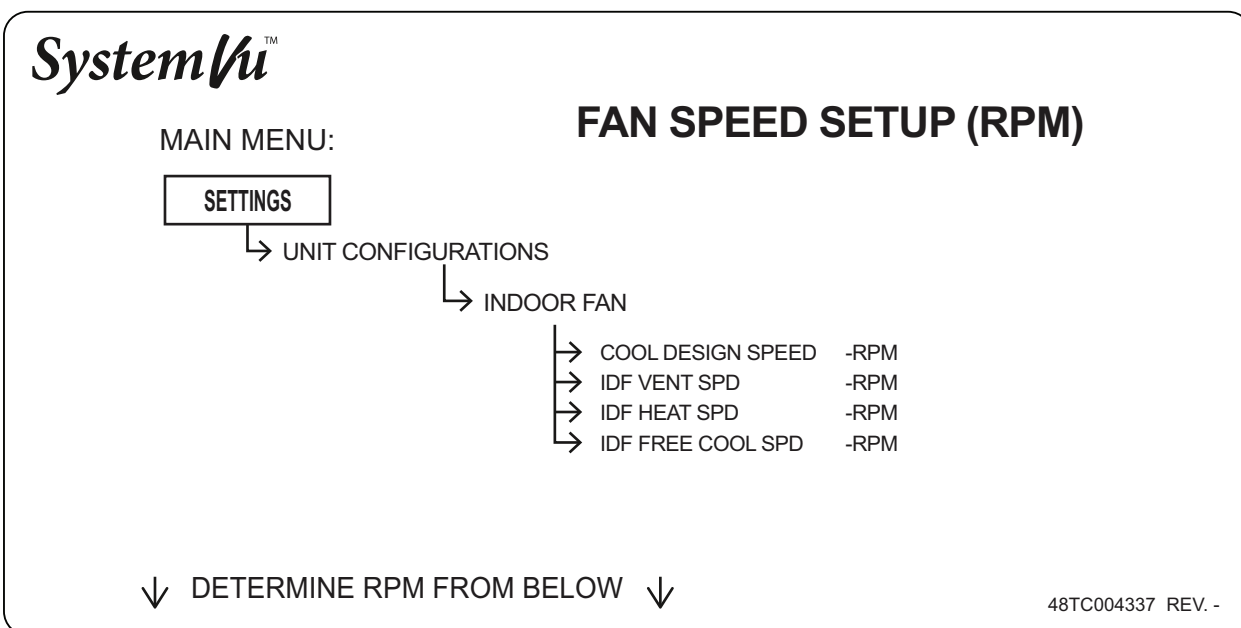 SystemVu™
FAN SPEED SETUP (RPM)
MAIN MENU:
SETTINGS
UNIT CONFIGURATIONS
INDOOR FAN
COOL DESIGN SPEED -RPM
IDF VENT SPD -RPM
IDF HEAT SPD -RPM
IDF FREE COOL SPD -RPM
DETERMINE RPM FROM BELOW
48TC004337 REV. -